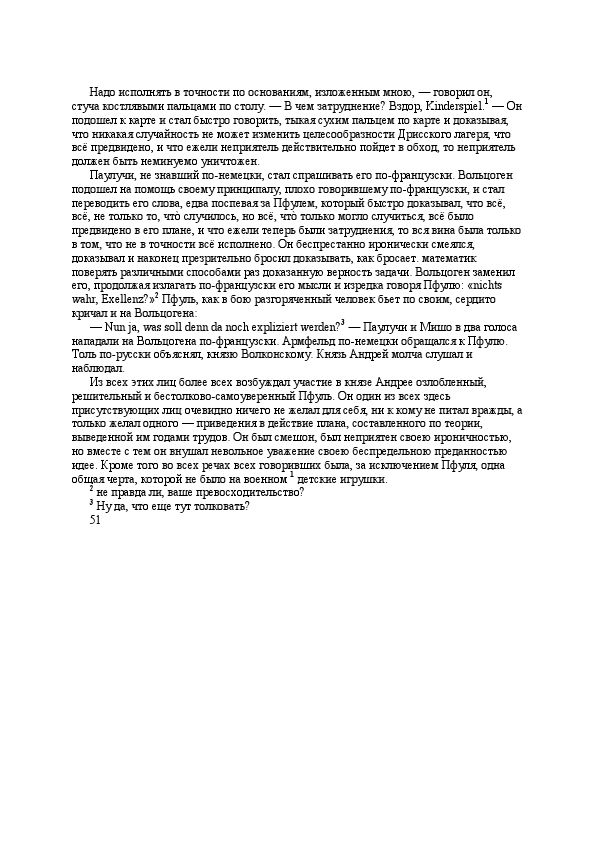 Надо исполнять в точности по основаниям, изложенным мною, — говорил он,
стуча костлявыми пальцами по столу. — В чем затруднение? Вздор, Kinderspiel.1 — Он
подошел к карте и стал быстро говорить, тыкая сухим пальцем по карте и доказывая,
что никакая случайность не может изменить целесообразности Дрисского лагеря, что
всё предвидено, и что ежели неприятель действительно пойдет в обход, то неприятель
должен быть неминуемо уничтожен.
Паулучи, не знавший по-немецки, стал спрашивать его по-французски. Вольцоген
подошел на помощь своему принципалу, плохо говорившему по-французски, и стал
переводить его слова, едва поспевая за Пфулем, который быстро доказывал, что всё,
всё, не только то, что̀ случилось, но всё, что̀ только могло случиться, всё было
предвидено в его плане, и что ежели теперь были затруднения, то вся вина была только
в том, что не в точности всё исполнено. Он беспрестанно иронически смеялся,
доказывал и наконец презрительно бросил доказывать, как бросает. математик
поверять различными способами раз доказанную верность задачи. Вольцоген заменил
его, продолжая излагать по-французски его мысли и изредка говоря Пфулю: «nichts
wahr, Exellenz?»2 Пфуль, как в бою разгоряченный человек бьет по своим, сердито
кричал и на Вольцогена:
— Nun ja, was soll denn da noch expliziert werden?3 — Паулучи и Мишо в два голоса
нападали на Вольцогена по-французски. Армфельд по-немецки обращался к Пфулю.
Толь по-русски объяснял, князю Волконскому. Князь Андрей молча слушал и
наблюдал.
Из всех этих лиц более всех возбуждал участие в князе Андрее озлобленный,
решительный и бестолково-самоуверенный Пфуль. Он один из всех здесь
присутствующих лиц очевидно ничего не желал для себя, ни к кому не питал вражды, а
только желал одного — приведения в действие плана, составленного по теории,
выведенной им годами трудов. Он был смешон, был неприятен своею ироничностью,
но вместе с тем он внушал невольное уважение своею беспредельною преданностью
идее. Кроме того во всех речах всех говоривших была, за исключением Пфуля, одна
общая черта, которой не было на военном 1 детские игрушки.
2 не правда ли, ваше превосходительство?
3 Ну да, что еще тут толковать?
51